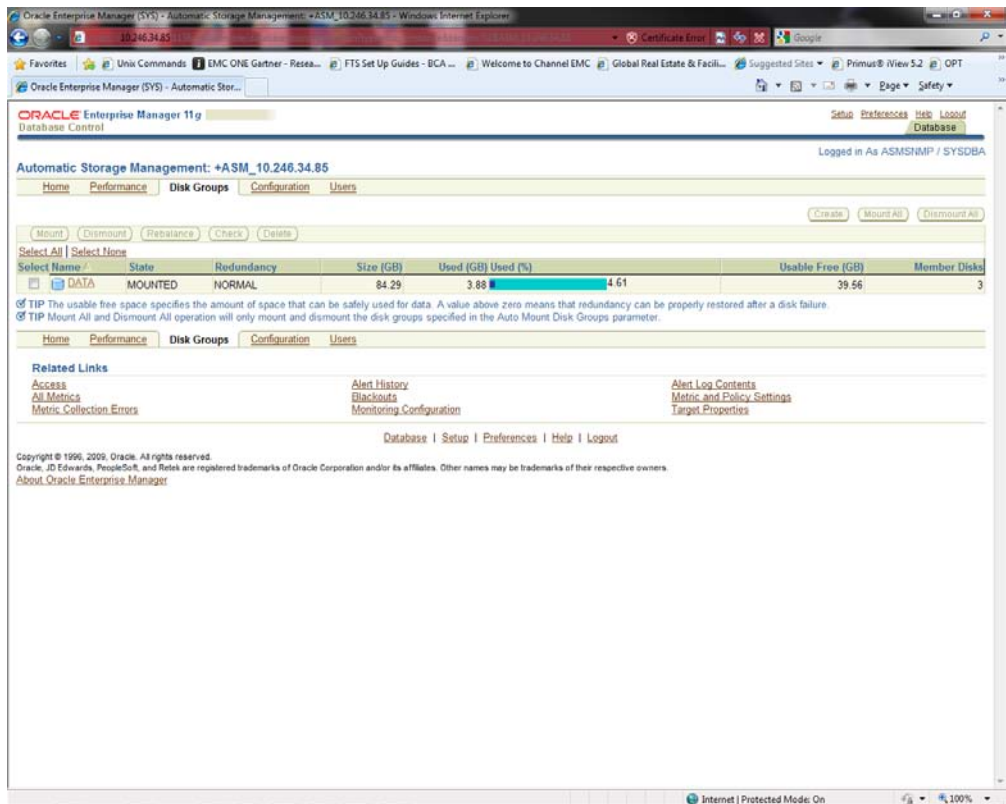 Oracle Enterprise Manager (SYS) - Automatic Storage Management: +ASM_10.246.34.85 - Windows Internet Explorer
10.246.34.85 Certificate Error Google
Favorites Unix Commands EMC ONE Gartner - Resea... FTS Set Up Guides - BCA ... Welcome to Channel EMC Global Real Estate & Facili... Suggested Sites Primus® iView 5.2 OPT
Oracle Enterprise Manager (SYS) - Automatic Stor... Page Safety
ORACLE Enterprise Manager 11g
Database Control
Setup Preferences Help Logout
Database
Logged in As ASMSNMP / SYSDBA
Automatic Storage Management: +ASM_10.246.34.85
Home Performance Disk Groups Configuration Users
Create Mount All Dismount All
Mount Dismount Rebalance Check Delete
Select All | Select None
Select Name State Redundancy Size (GB) Used (GB) Used (%) Usable Free (GB) Member Disks
DATA MOUNTED NORMAL 84.29 3.88 4.61 39.56 3
TIP The usable free space specifies the amount of space that can be safely used for data. A value above zero means that redundancy can be properly restored after a disk failure.
TIP Mount All and Dismount All operation will only mount and dismount the disk groups specified in the Auto Mount Disk Groups parameter.
Home Performance Disk Groups Configuration Users
Related Links
Access Alert History Alert Log Contents
All Metrics Blackouts Metric and Policy Settings
Metric Collection Errors Monitoring Configuration Target Properties
Database | Setup | Preferences | Help | Logout
Copyright © 1996, 2009, Oracle. All rights reserved.
Oracle, JD Edwards, PeopleSoft, and Retek are registered trademarks of Oracle Corporation and/or its affiliates. Other names may be trademarks of their respective owners.
About Oracle Enterprise Manager
Internet | Protected Mode: On 100%